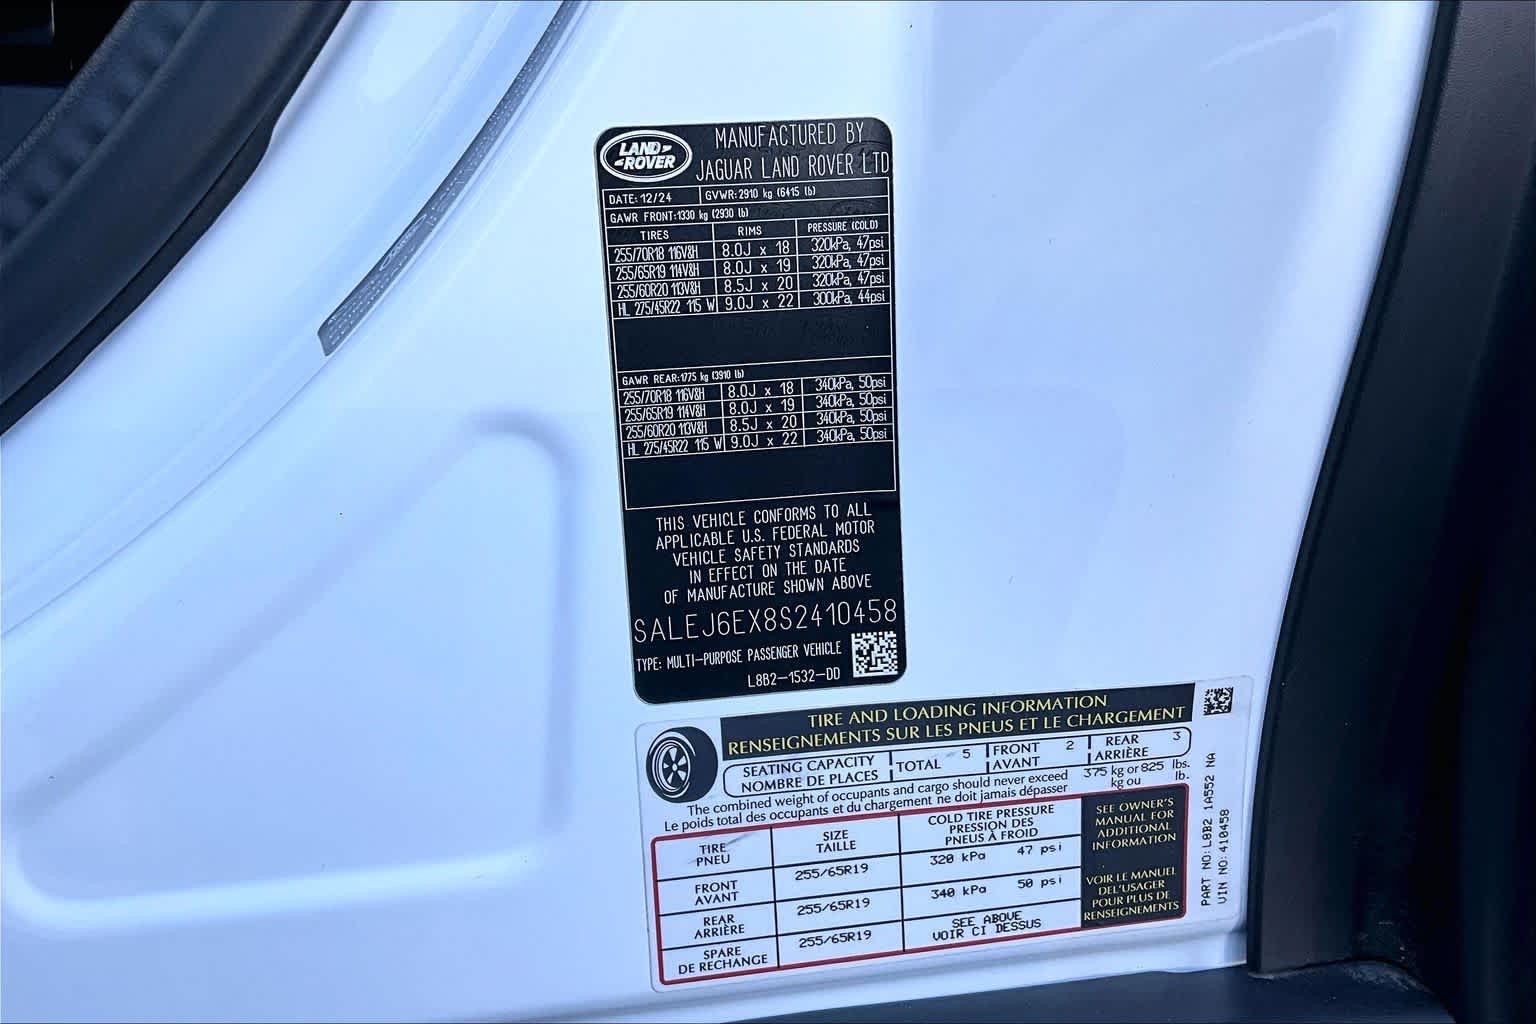 LAND ROVER
MANUFACTURED BY
JAGUAR LAND ROVER LTD
DATE: 12/24 GVWR:2910 kg (6415 lb)
GAWR FRONT:1330 kg (2930 lb)
TIRES RIMS PRESSURE (COLD)
255/70R18 116V&H 8.0J x 18 320kPa, 47psi
255/65R19 114V&H 8.0J x 19 320kPa, 47psi
255/60R20 113V&H 8.5J x 20 320kPa, 47psi
HL 275/45R22 115 W 9.0J x 22 300kPa, 44psi
GAWR REAR:1775 kg (3910 lb)
255/70R18 116V&H 8.0J x 18 340kPa, 50psi
255/65R19 114V&H 8.0J x 19 340kPa, 50psi
255/60R20 113V&H 8.5J x 20 340kPa, 50psi
HL 275/45R22 115 W 9.0J x 22 340kPa, 50psi
THIS VEHICLE CONFORMS TO ALL
APPLICABLE U.S. FEDERAL MOTOR
VEHICLE SAFETY STANDARDS
IN EFFECT ON THE DATE
OF MANUFACTURE SHOWN ABOVE
SALEJ6EX8S2410458
TYPE: MULTI-PURPOSE PASSENGER VEHICLE
L8B2-1532-DD
TIRE AND LOADING INFORMATION
RENSEIGNEMENTS SUR LES PNEUS ET LE CHARGEMENT
SEATING CAPACITY TOTAL 5 FRONT 2 REAR 3
NOMBRE DE PLACES AVANT ARRIÈRE
The combined weight of occupants and cargo should never exceed 375 kg or 825 lbs.
Le poids total des occupants et du chargement ne doit jamais dépasser kg ou lb.
TIRE SIZE COLD TIRE PRESSURE
PNEU TAILLE PRESSION DES
PNEUS À FROID
FRONT 255/65R19 320 kPa 47 psi
AVANT
REAR 255/65R19 340 kPa 50 psi
ARRIÈRE
SPARE 255/65R19 SEE ABOVE
DE RECHANGE VOIR CI DESSUS
SEE OWNER'S
MANUAL FOR
ADDITIONAL
INFORMATION
VOIR LE MANUEL
DEL'USAGER
POUR PLUS DE
RENSEIGNEMENTS
PART NO: L8B2 1A552 NA
VIN NO: 410458